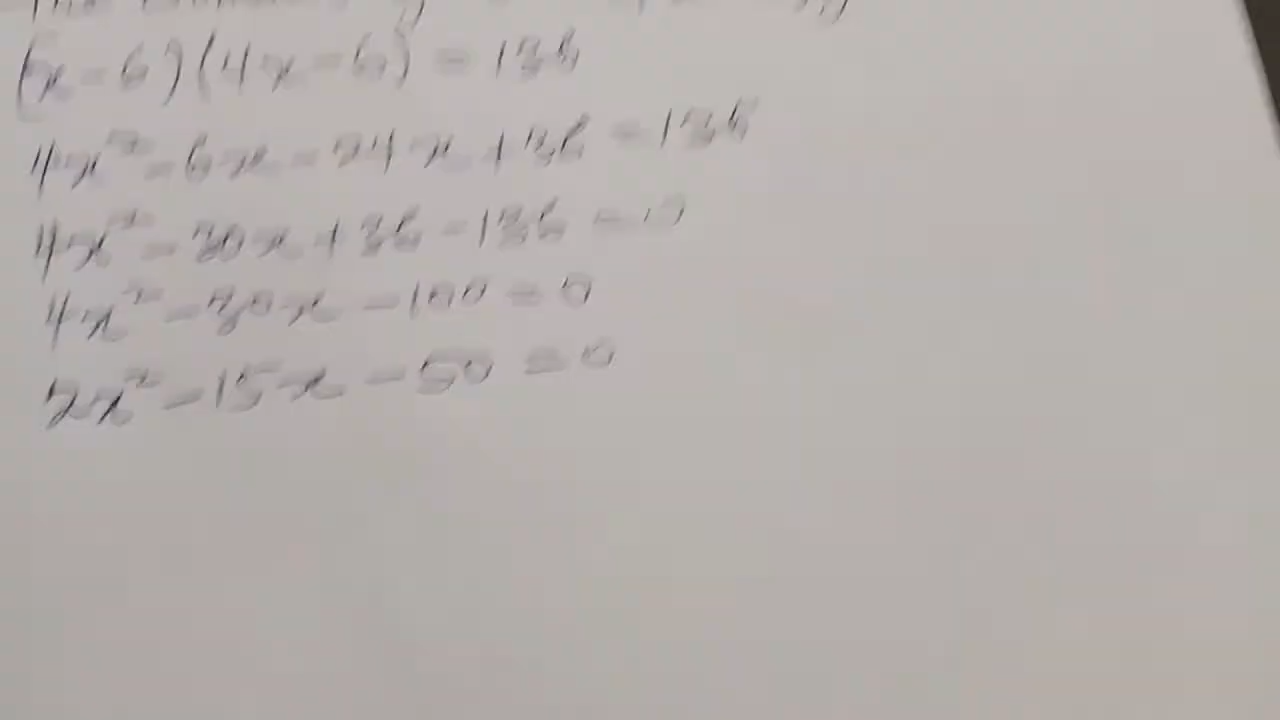 (x-6)(4x-6) = 136
4x² - 6x - 24x + 36 = 136
4x² - 30x + 36 - 136 = 0
4x² - 30x - 100 = 0
2x² - 15x - 50 = 0